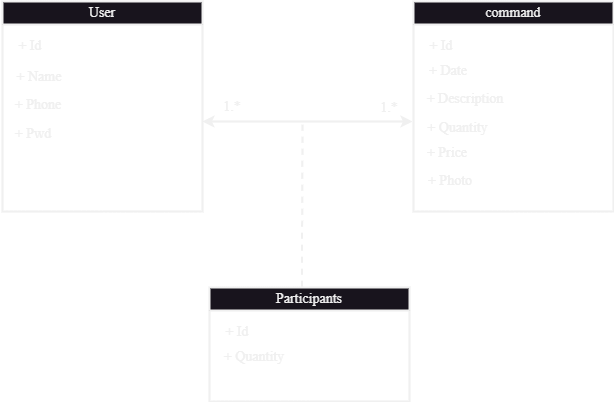 User
+ Id
+ Name
+ Phone
+ Pwd
1.*
1.*
command
+ Id
+ Date
+ Description
+ Quantity
+ Price
+ Photo
Participants
+ Id
+ Quantity